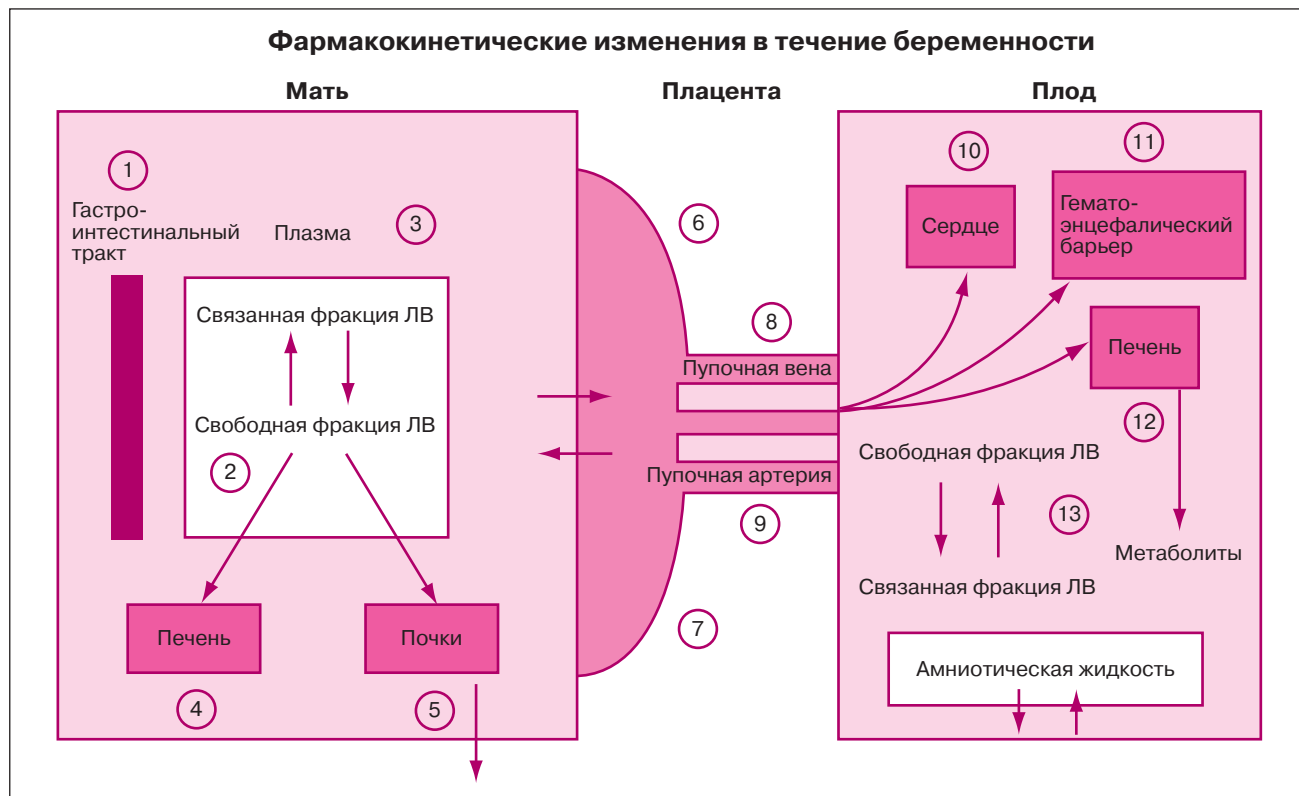 Фармакокинетические изменения в течение беременности
Мать
Плацента
Плод
1
Гастро-
интестинальный
тракт
Плазма
3
Связанная фракция ЛВ
Свободная фракция ЛВ
2
Печень
Почки
4
5
6
8
Пупочная вена
Пупочная артерия
9
7
10
11
Сердце
Гемато-
энцефалический
барьер
Печень
12
Свободная фракция ЛВ
13
Метаболиты
Связанная фракция ЛВ
Амниотическая жидкость